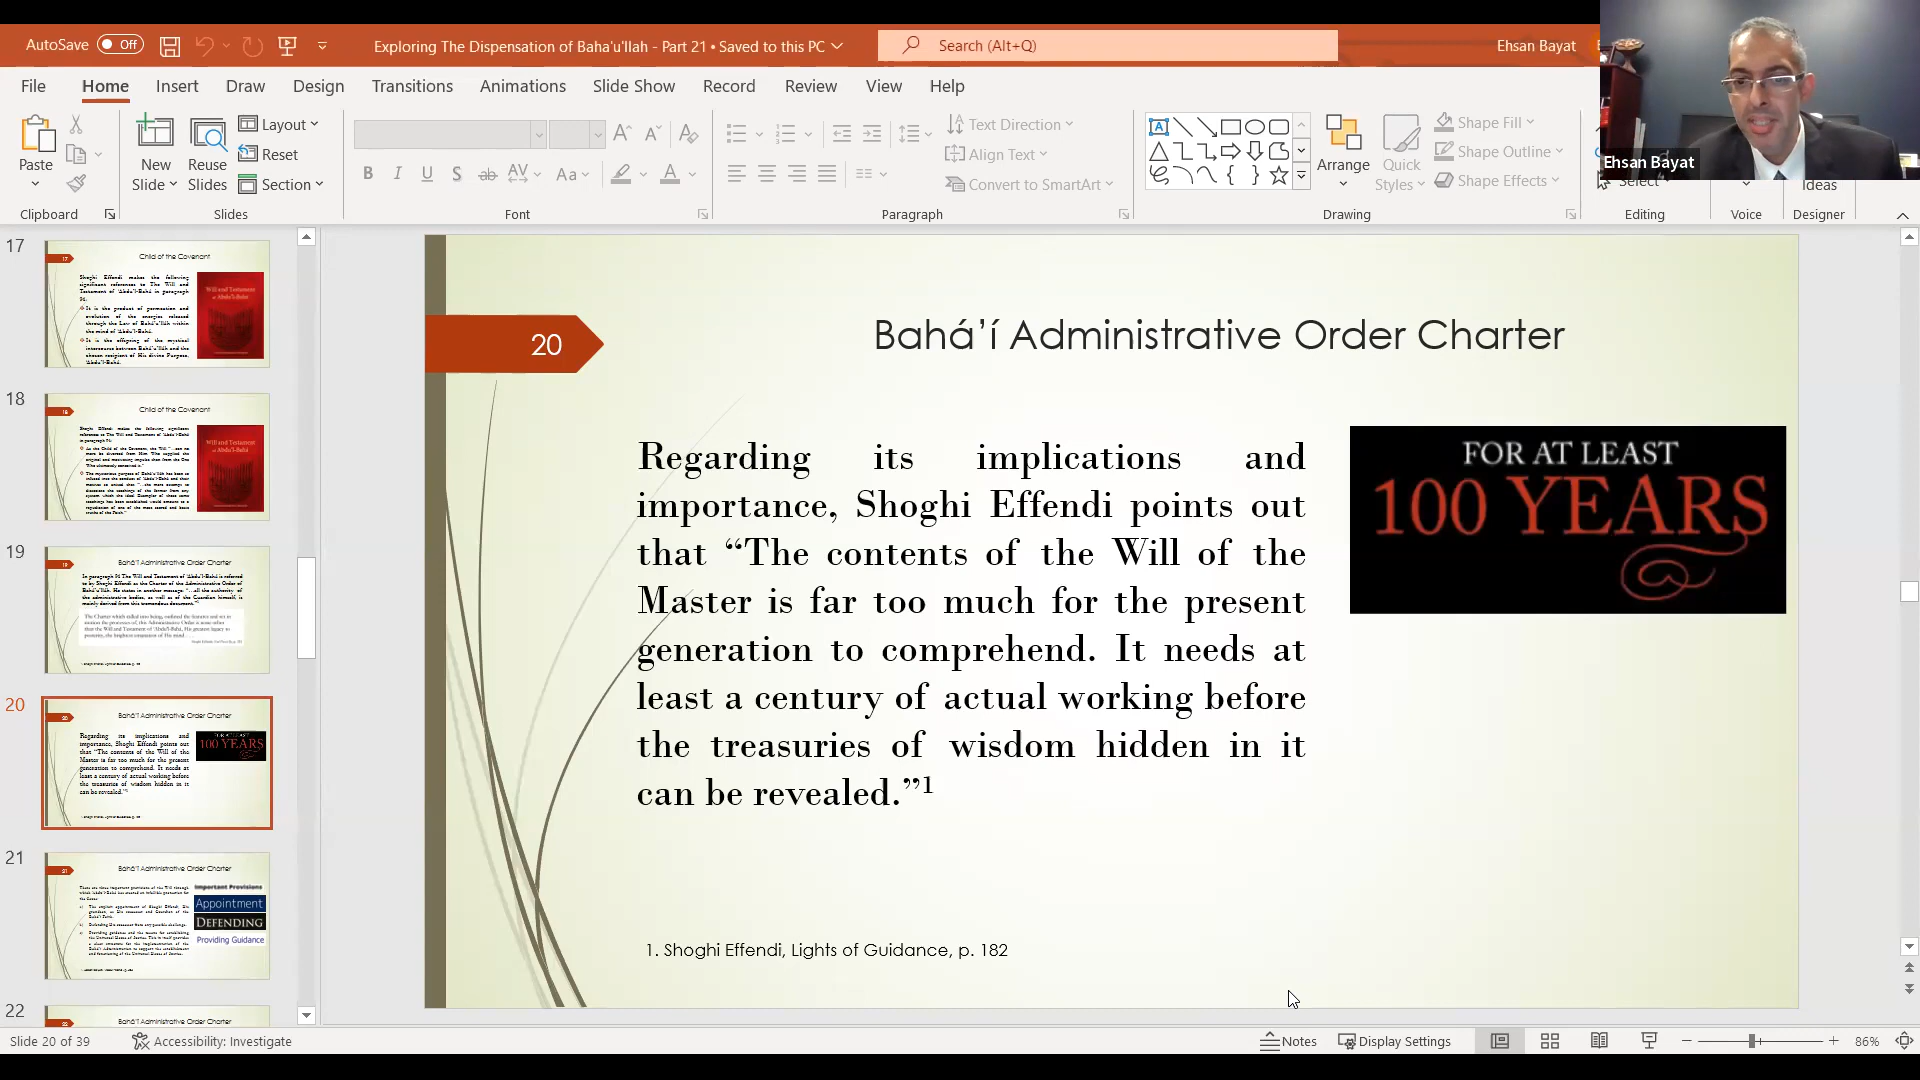 AutoSave Off Exploring The Dispensation of Baha'u'llah - Part 21 • Saved to this PC Search (Alt+Q) Ehsan Bayat
File Home Insert Draw Design Transitions Animations Slide Show Record Review View Help
Paste
New Slide
Reuse Slides
Layout
Reset
Section
Text Direction
Align Text
Convert to SmartArt
Arrange
Quick Styles
Shape Fill
Shape Outline
Shape Effects
Select
Ideas
Ehsan Bayat
Clipboard Slides Font Paragraph Drawing Editing Voice Designer
17
Child of the Covenant
18
Child of the Covenant
19
Bahá’í Administrative Order Charter
20
Bahá’í Administrative Order Charter
21
Bahá’í Administrative Order Charter
Important Provisions
Appointment
DEFENDING
Providing Guidance
22
Bahá’í Administrative Order Charter
20
Bahá’í Administrative Order Charter
Regarding its implications and
importance, Shoghi Effendi points out
that “The contents of the Will of the
Master is far too much for the present
generation to comprehend. It needs at
least a century of actual working before
the treasuries of wisdom hidden in it
can be revealed.”1
FOR AT LEAST
100 YEARS
1. Shoghi Effendi, Lights of Guidance, p. 182
Slide 20 of 39 Accessibility: Investigate Notes Display Settings 86%